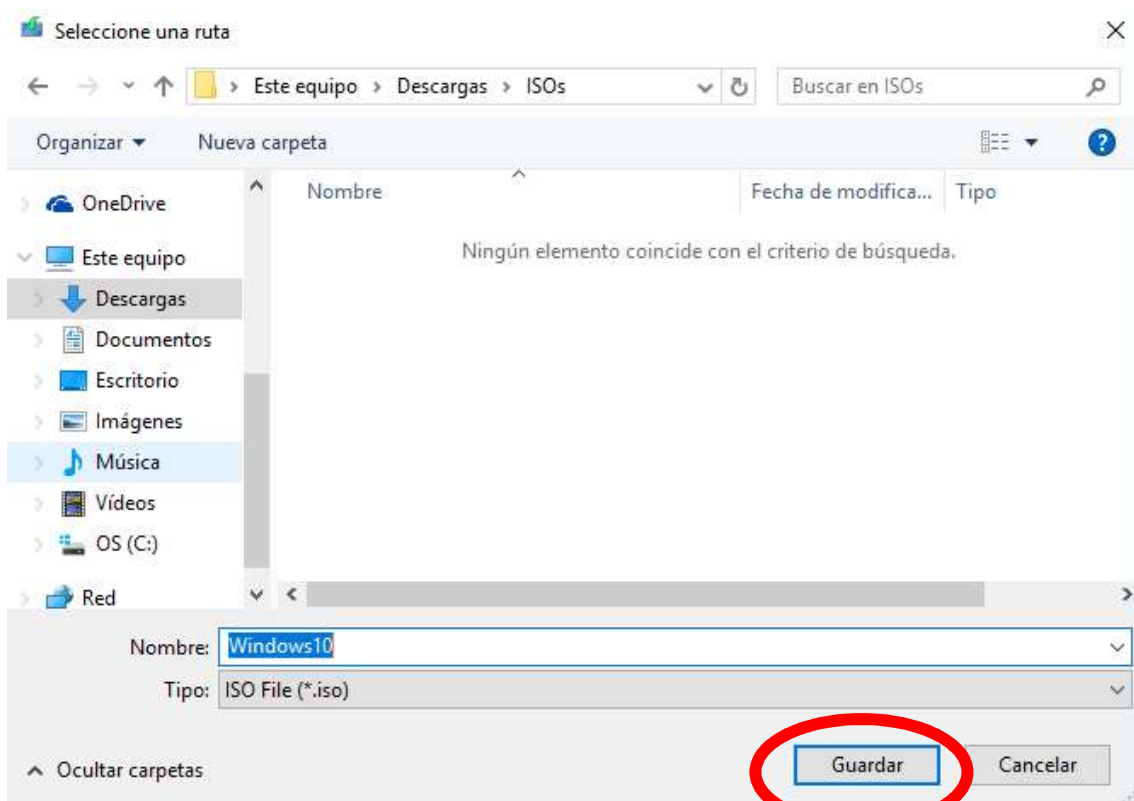 Seleccione una ruta
Este equipo > Descargas > ISOs
Buscar en ISOs
Organizar
Nueva carpeta
Nombre
Fecha de modifica...
Tipo
Ningún elemento coincide con el criterio de búsqueda.
OneDrive
Este equipo
Descargas
Documentos
Escritorio
Imágenes
Música
Vídeos
OS (C:)
Red
Nombre: Windows10
Tipo: ISO File (*.iso)
Ocultar carpetas
Guardar
Cancelar